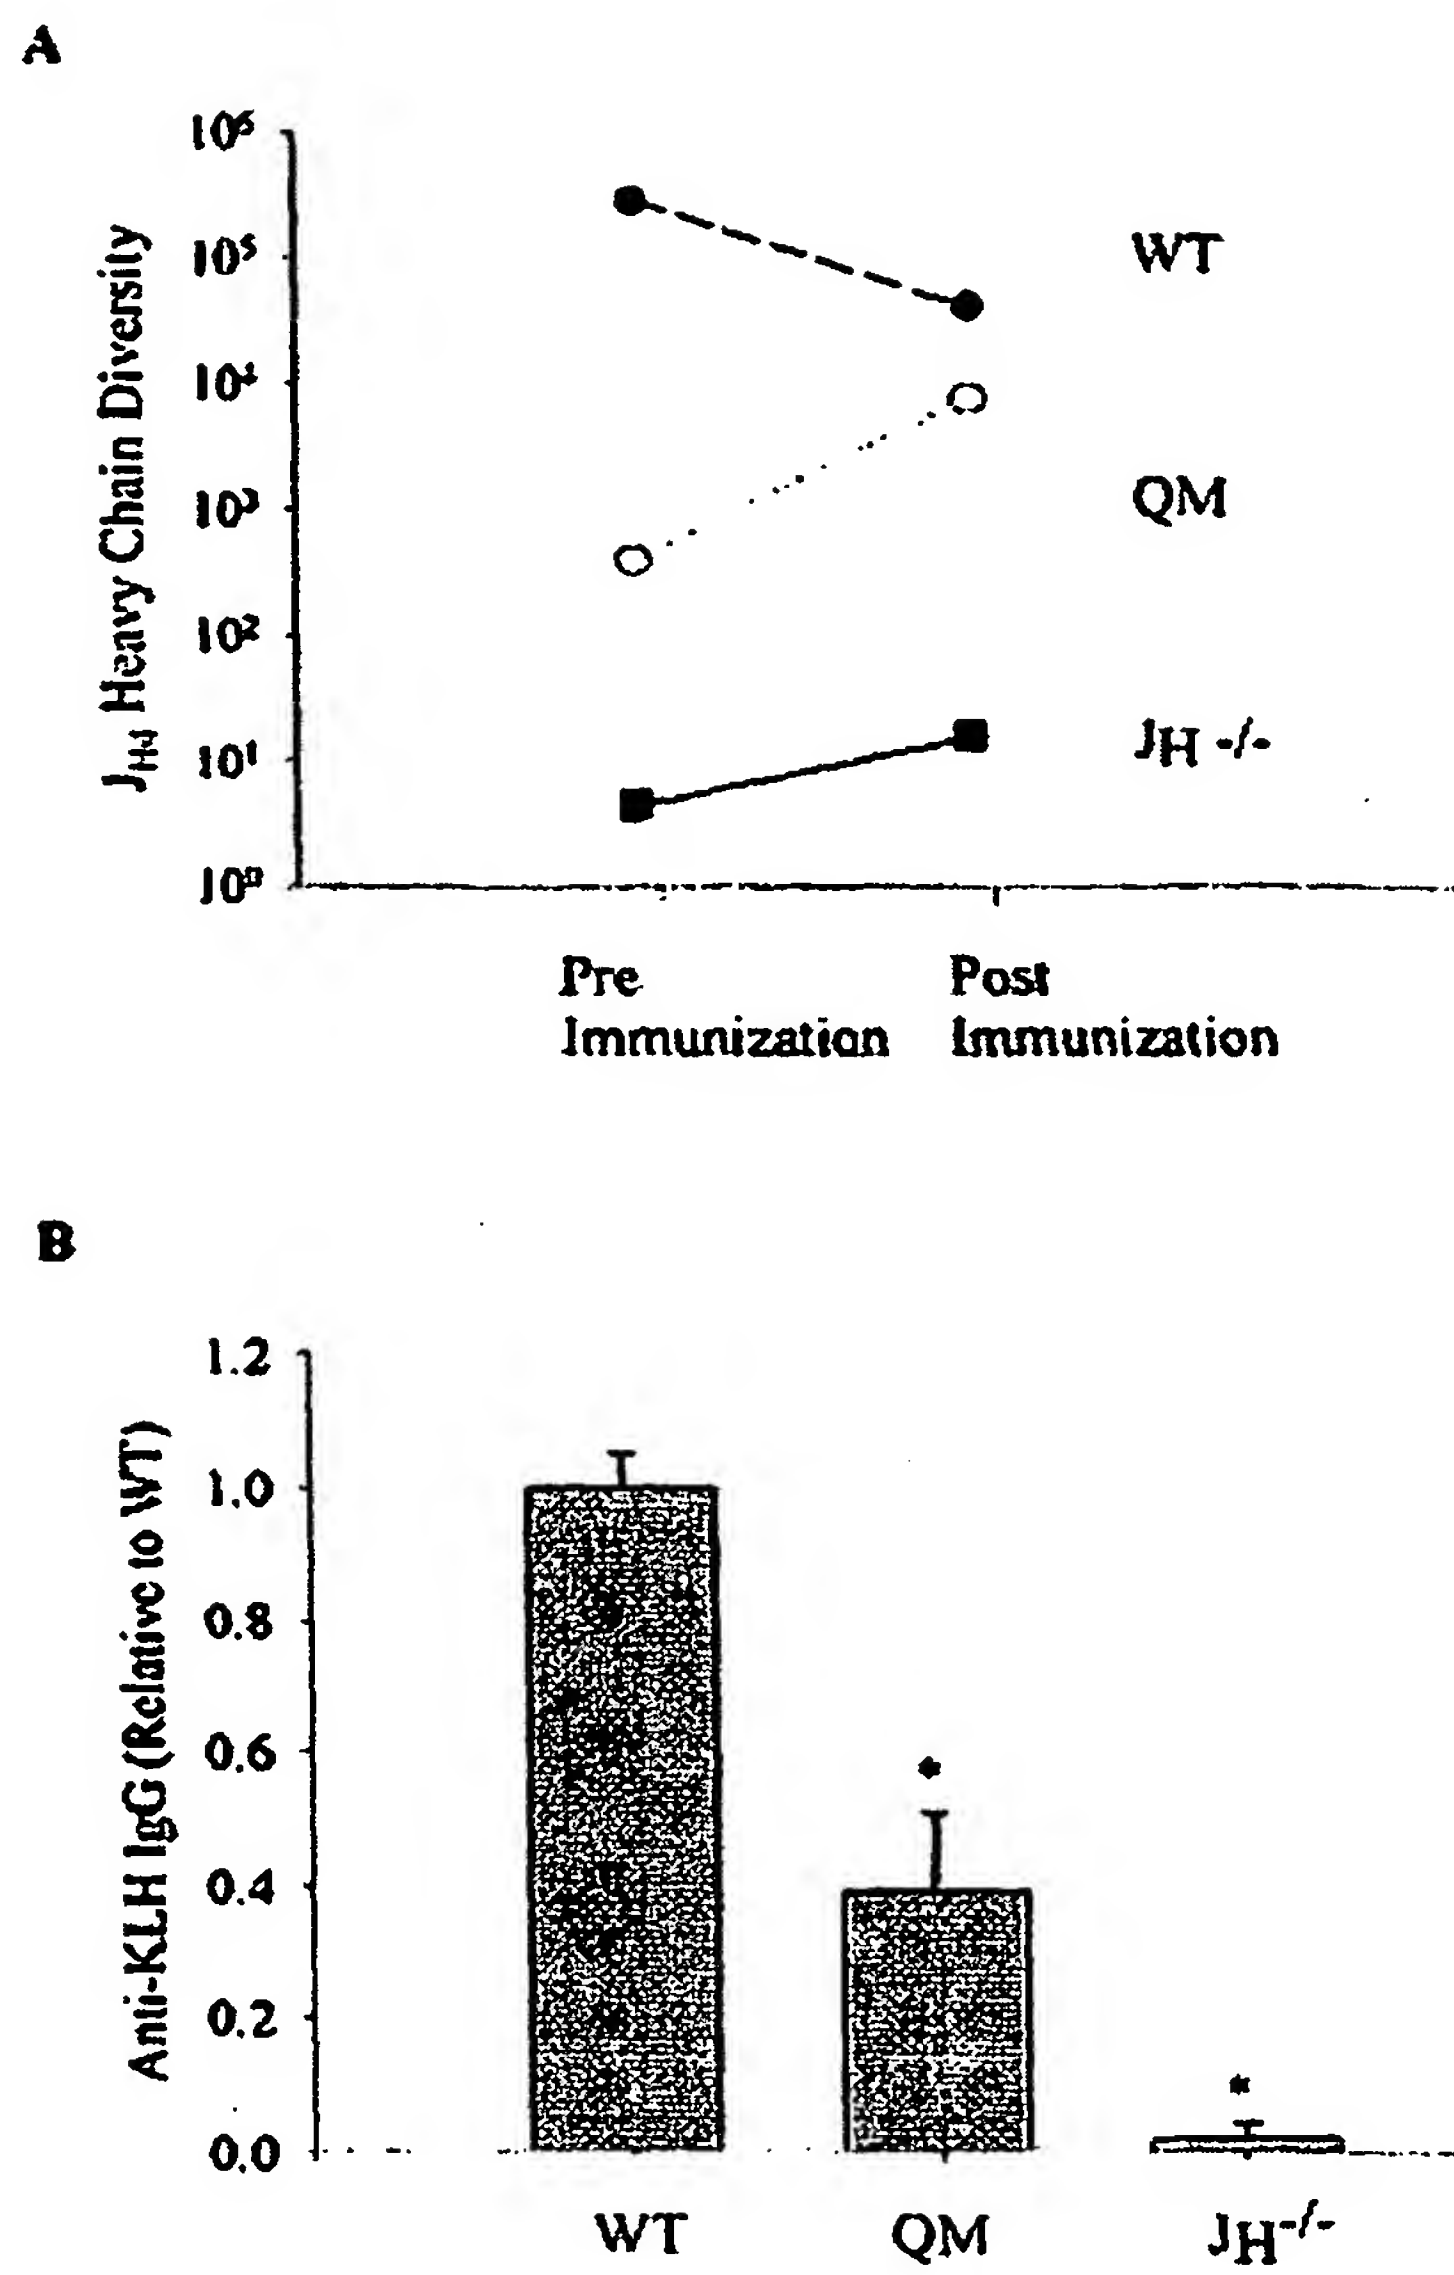 A
10⁶
10⁵
10⁴
10³
10²
10¹
10⁰
J_H4 Heavy Chain Diversity
WT
QM
JH -/-
Pre Immunization
Post Immunization
B
1.2
1.0
0.8
0.6
0.4
0.2
0.0
Anti-KLH IgG (Relative to WT)
*
*
WT
QM
JH-/-